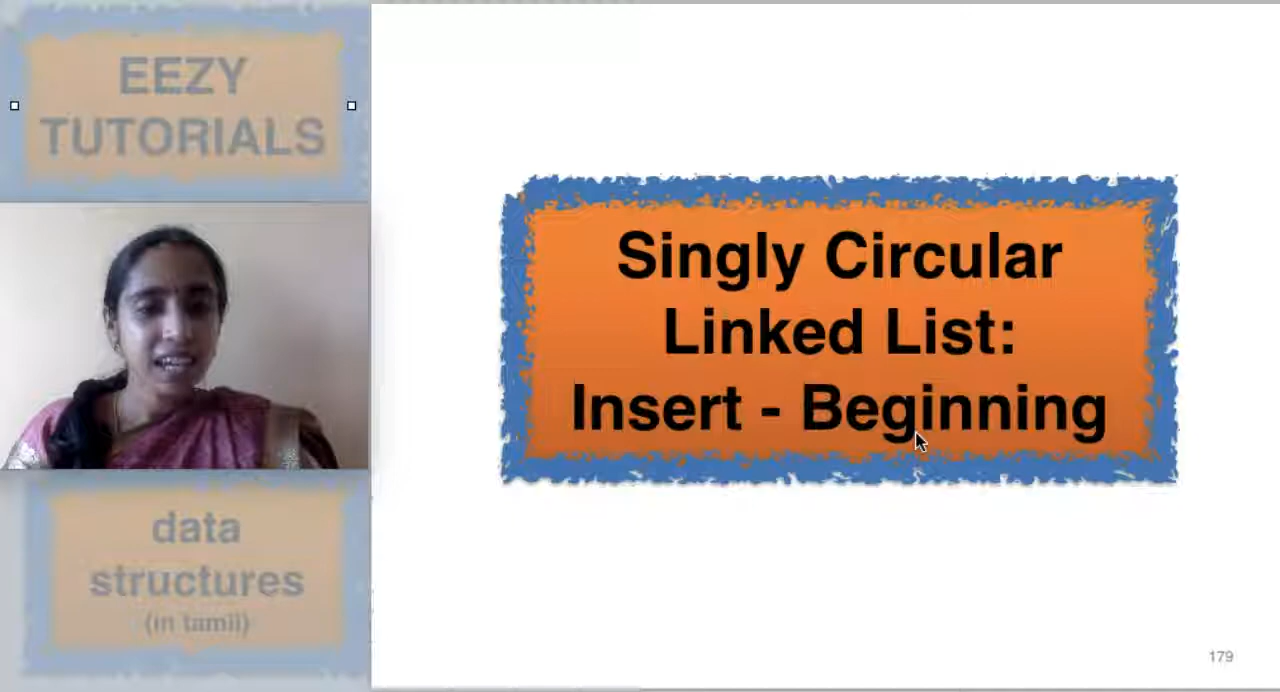 EEZY
TUTORIALS
data
structures
(in tamil)
Singly Circular
Linked List:
Insert - Beginning
179